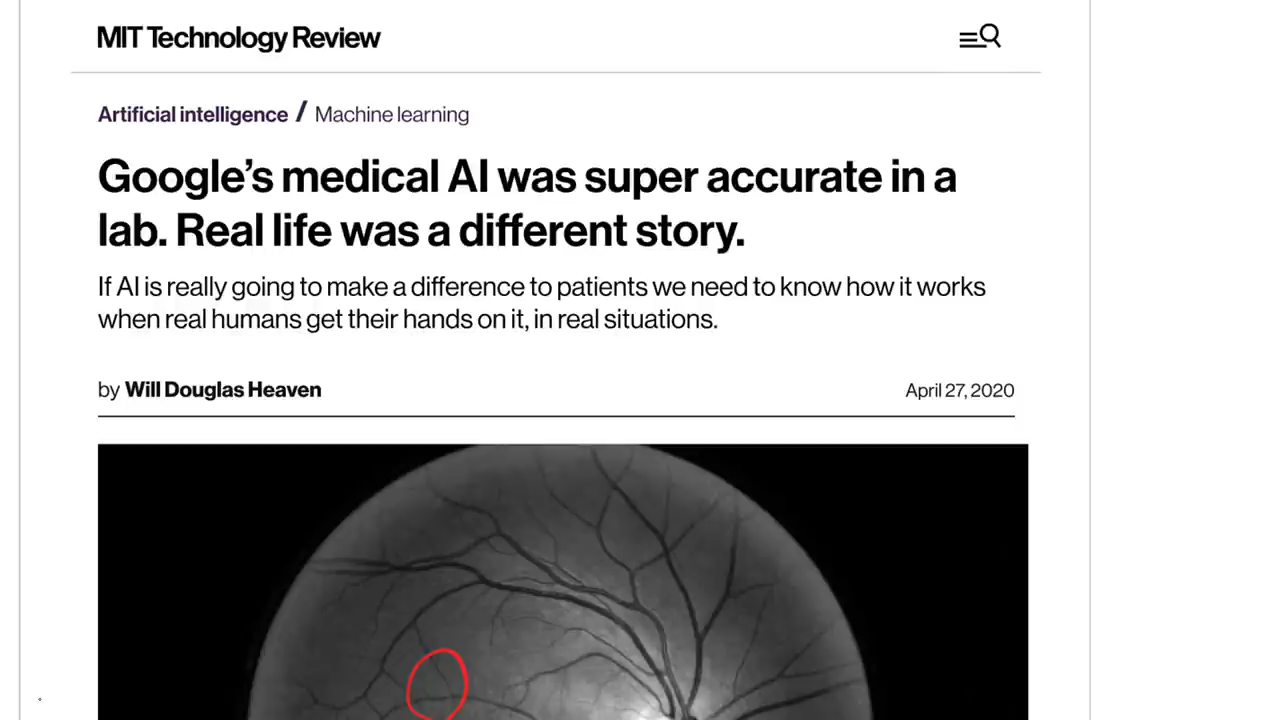 MIT Technology Review
Artificial intelligence / Machine learning
Google’s medical AI was super accurate in a
lab. Real life was a different story.
If AI is really going to make a difference to patients we need to know how it works
when real humans get their hands on it, in real situations.
by Will Douglas Heaven
April 27, 2020